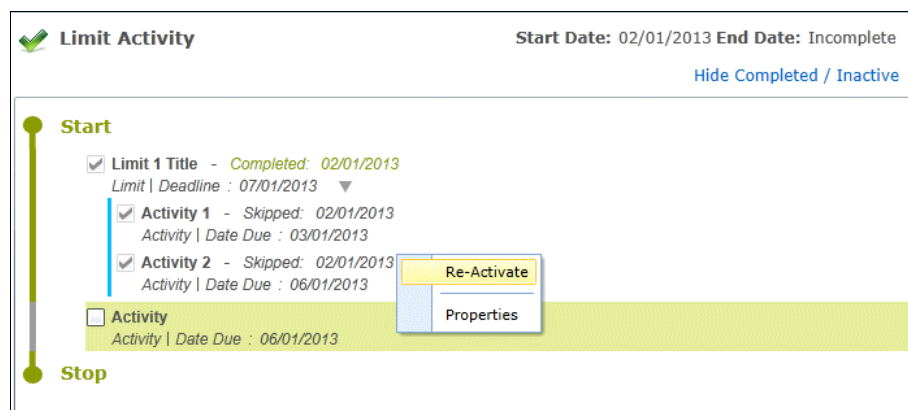 Limit Activity
Start Date: 02/01/2013 End Date: Incomplete
Hide Completed / Inactive
Start
Limit 1 Title - Completed: 02/01/2013
Limit | Deadline : 07/01/2013
Activity 1 - Skipped: 02/01/2013
Activity | Date Due : 03/01/2013
Activity 2 - Skipped: 02/01/2013
Activity | Date Due : 06/01/2013
Re-Activate
Properties
Activity
Activity | Date Due : 06/01/2013
Stop